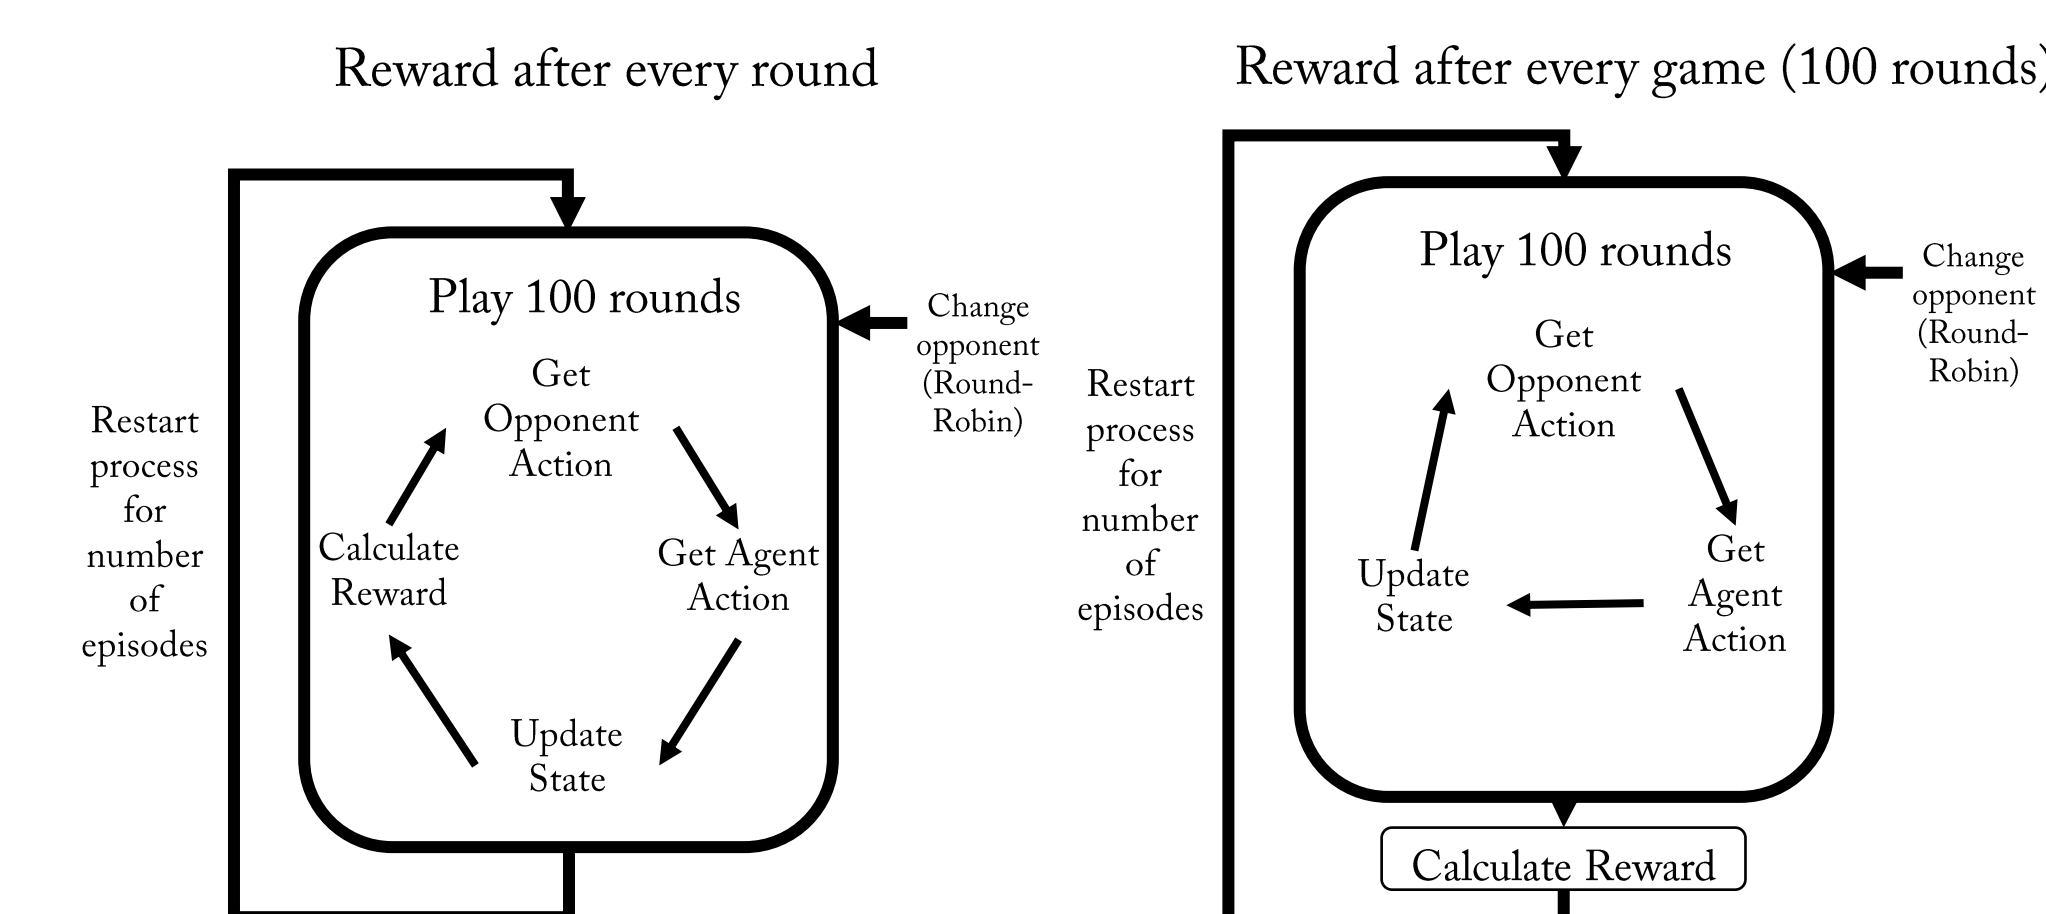 Reward after every round
Restart
process
for
number
of
episodes
Play 100 rounds
Get
Opponent
Action
Get Agent
Action
Update
State
Calculate
Reward
Change
opponent
(Round-
Robin)
Reward after every game (100 rounds)
Restart
process
for
number
of
episodes
Play 100 rounds
Get
Opponent
Action
Get
Agent
Action
Update
State
Change
opponent
(Round-
Robin)
Calculate Reward